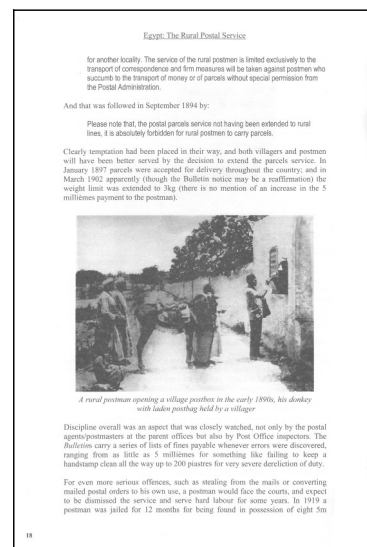 Egypt: The Rural Postal Service
for another locality. The service of the rural postmen is limited exclusively to the
transport of correspondence and firm measures will be taken against postmen who
succumb to the transport of money or of parcels without special permission from
the Postal Administration.
And that was followed in September 1894 by:
Please note that, the postal parcels service not having been extended to rural
lines, it is absolutely forbidden for rural postmen to carry parcels.
Clearly temptation had been placed in their way, and both villagers and postmen
will have been better served by the decision to extend the parcels service. In
January 1897 parcels were accepted for delivery throughout the country; and in
March 1902 apparently (though the Bulletin notice may be a reaffirmation) the
weight limit was extended to 3kg (there is no mention of an increase in the 5
millièmes payment to the postman).
A rural postman opening a village postbox in the early 1890s, his donkey
with laden postbag held by a villager
Discipline overall was an aspect that was closely watched, not only by the postal
agents/postmasters at the parent offices but also by Post Office inspectors. The
Bulletins carry a series of lists of fines payable whenever errors were discovered,
ranging from as little as 5 millièmes for something like failing to keep a
handstamp clean all the way up to 200 piastres for very severe dereliction of duty.
For even more serious offences, such as stealing from the mails or converting
mailed postal orders to his own use, a postman would face the courts, and expect
to be dismissed the service and serve hard labour for some years. In 1919 a
postman was jailed for 12 months for being found in possession of eight 5m
18